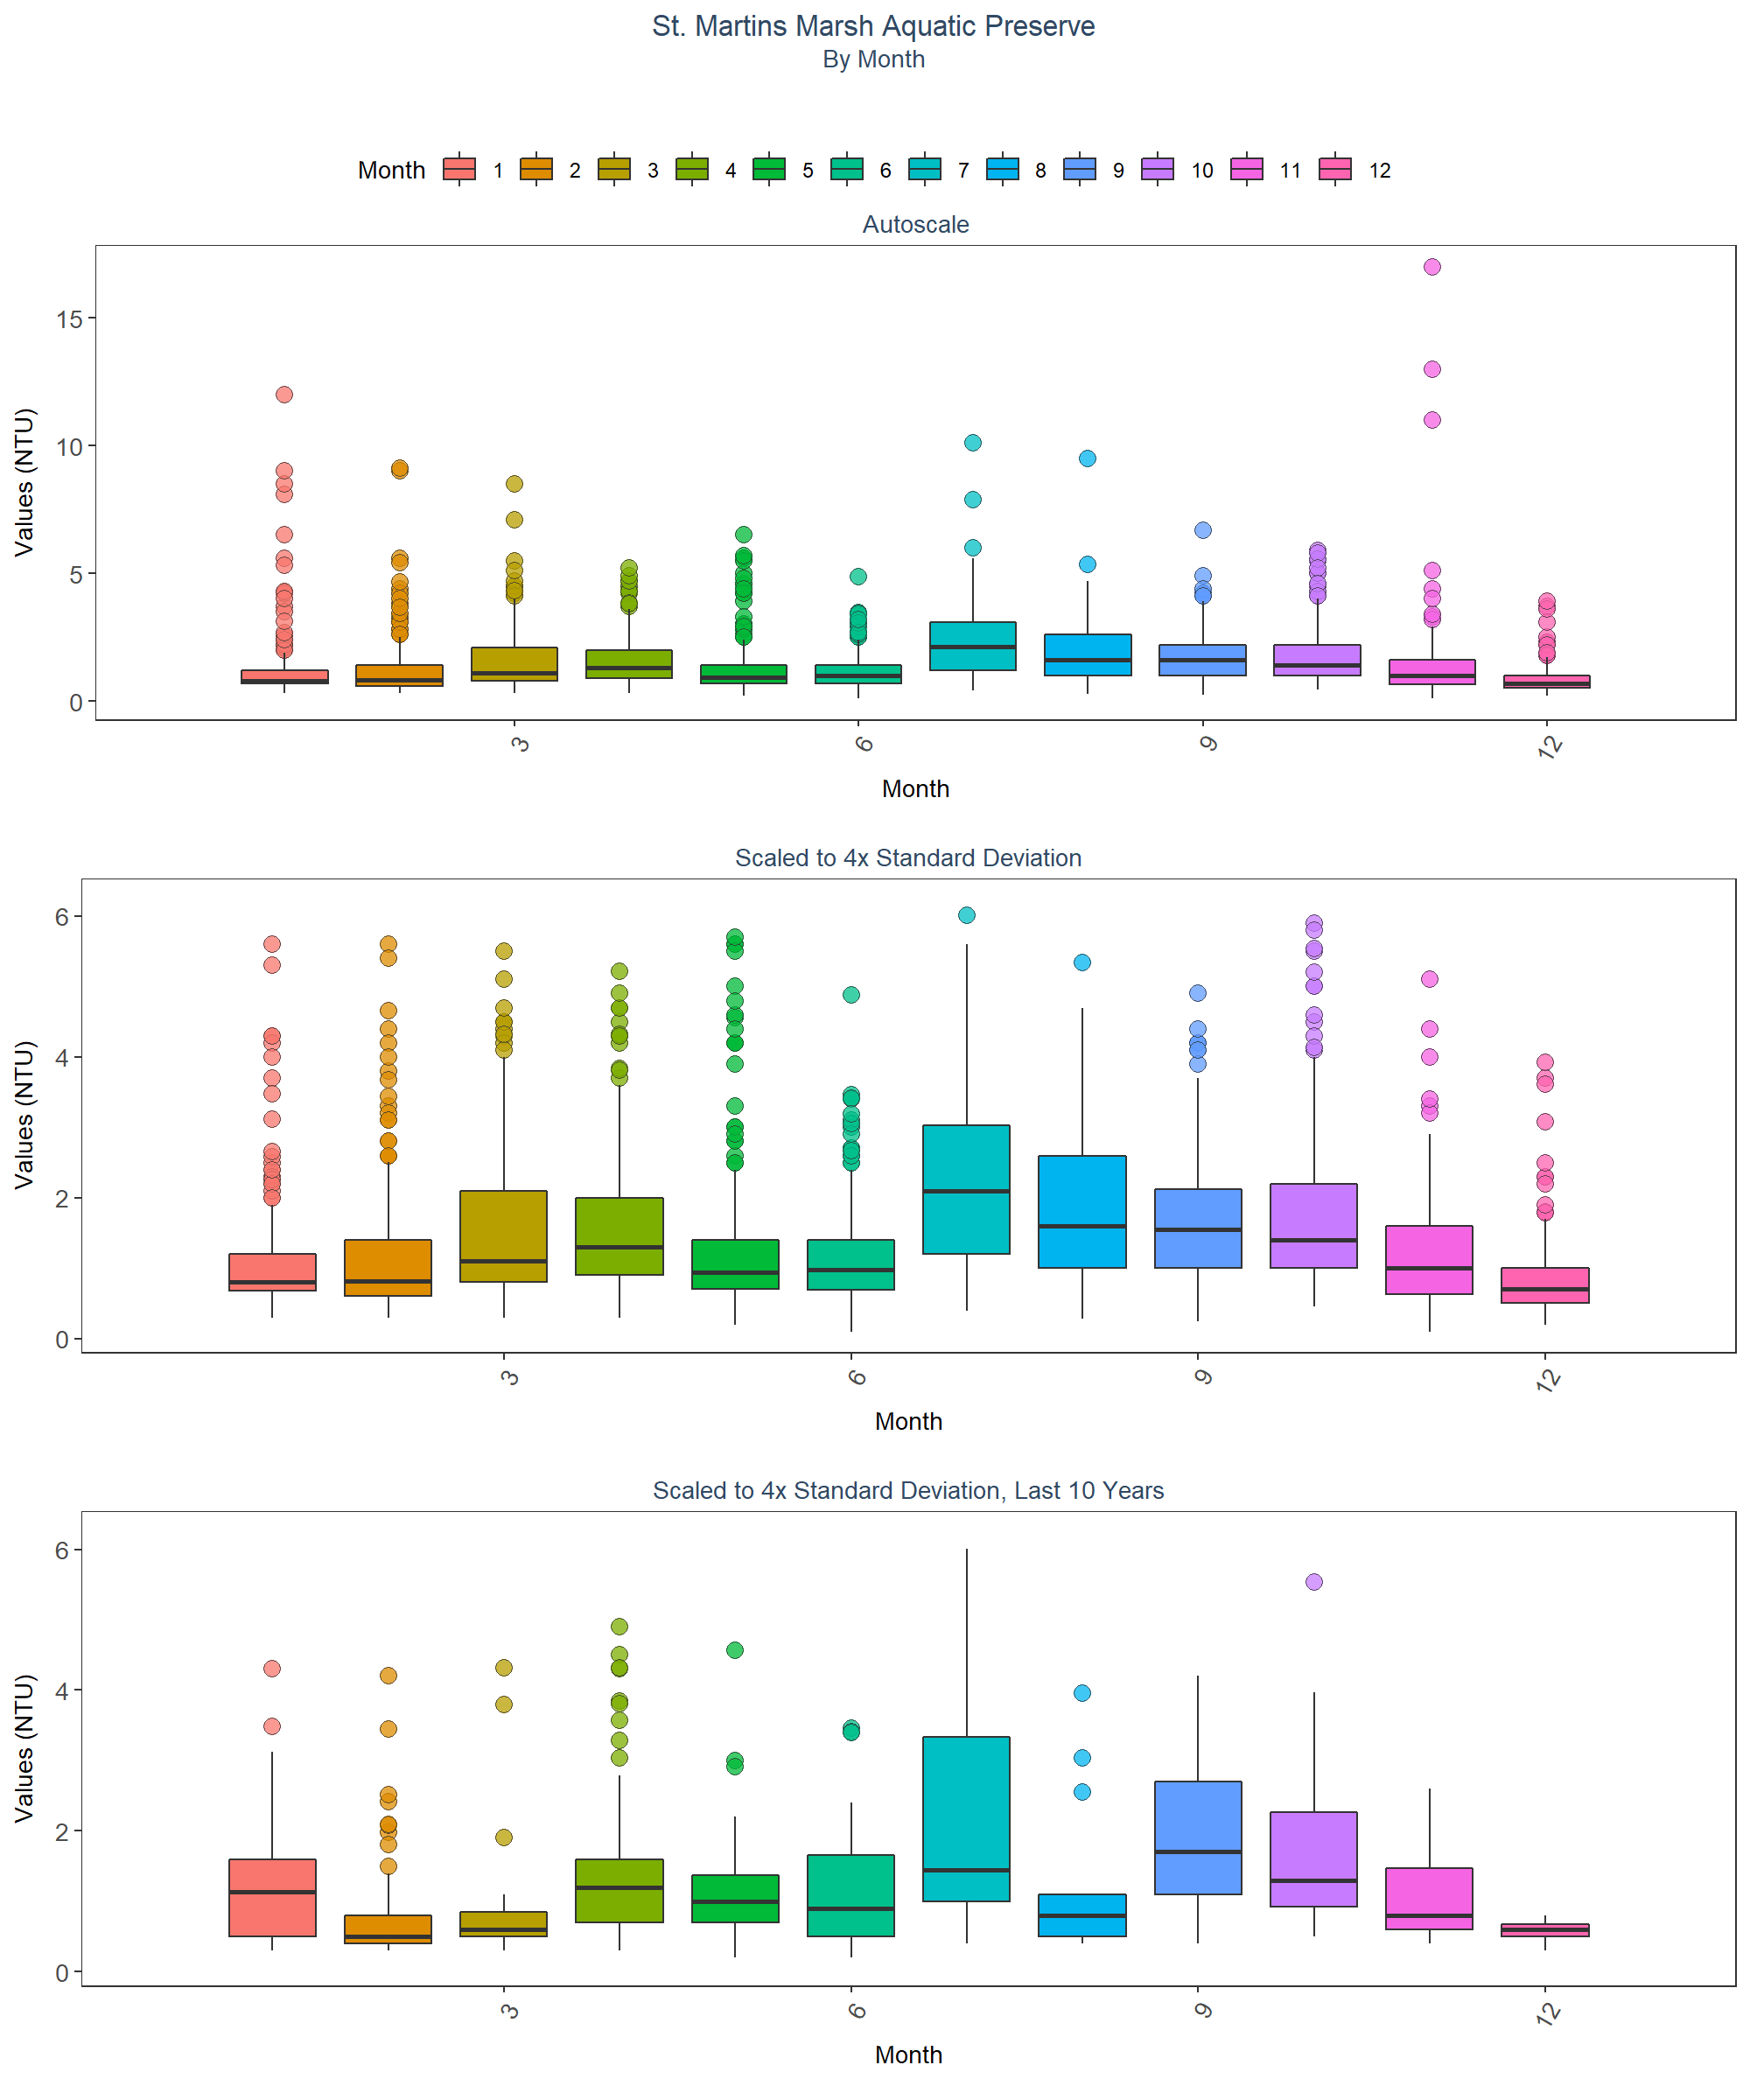 St. Martins Marsh Aquatic Preserve
By Month
Month 1 2 3 4 5 6 7 8 9 10 11 12
Autoscale
Values (NTU)
15
10
5
0
3 6 9 12
Month
Scaled to 4x Standard Deviation
Values (NTU)
6
4
2
0
3 6 9 12
Month
Scaled to 4x Standard Deviation, Last 10 Years
Values (NTU)
6
4
2
0
3 6 9 12
Month